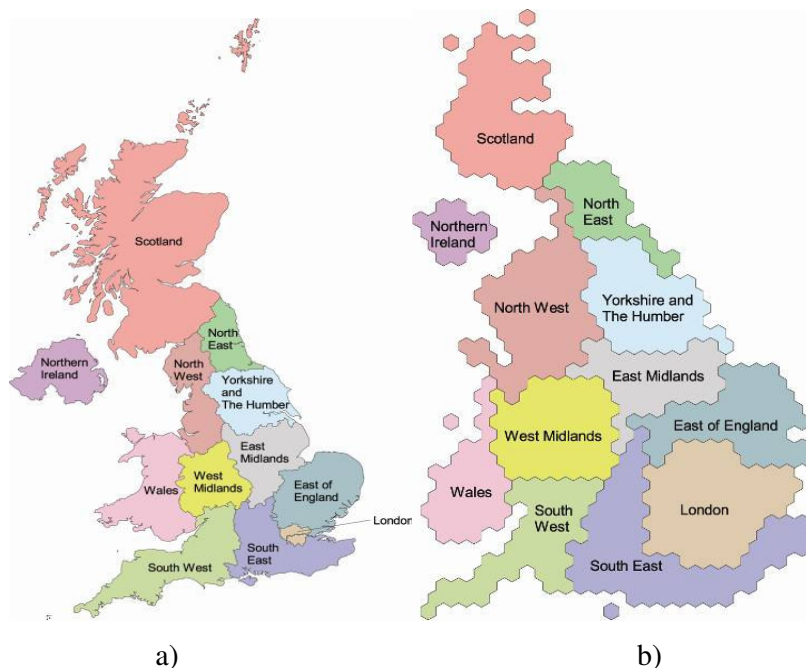 Scotland
Northern
Ireland
North
East
North
West
Yorkshire
and
The Humber
East
Midlands
West
Midlands
Wales
East of
England
London
South
East
South West
a)
Scotland
Northern
Ireland
North
East
North West
Yorkshire and
The Humber
East Midlands
West Midlands
East of England
Wales
South
West
London
South East
b)